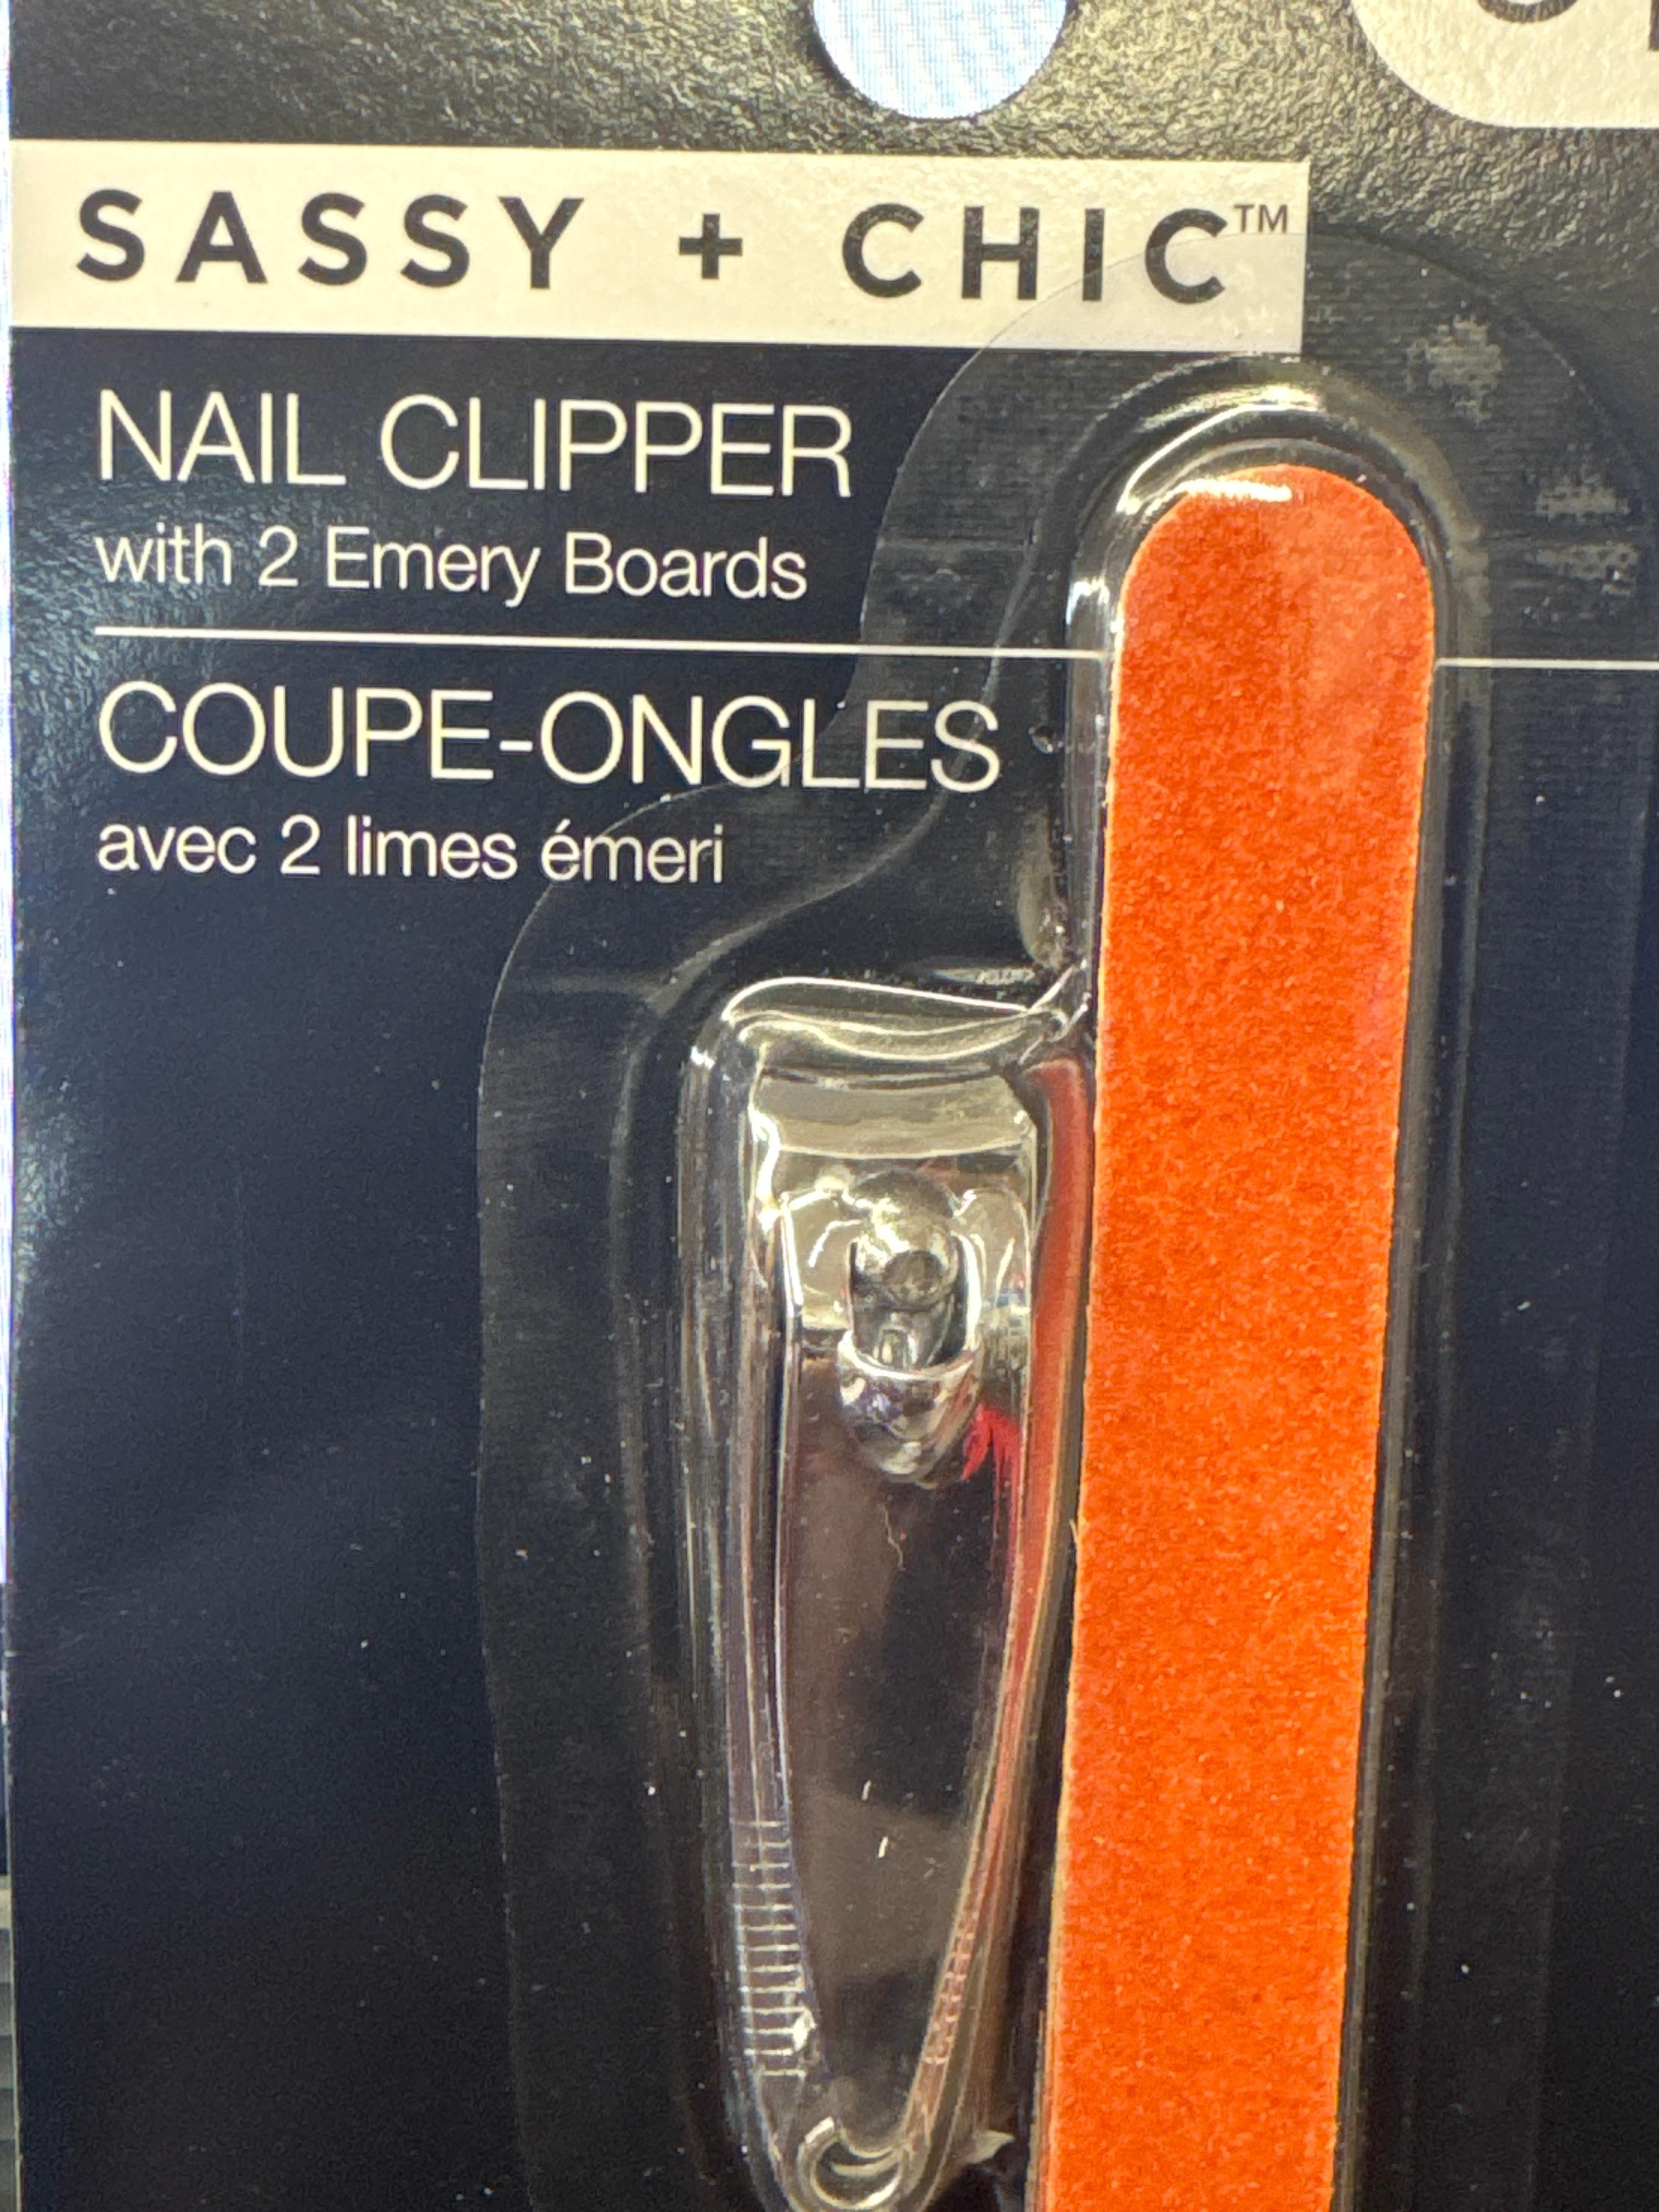 SASSY + CHIC™
NAIL CLIPPER
with 2 Emery Boards
COUPE-ONGLES
avec 2 limes émeri